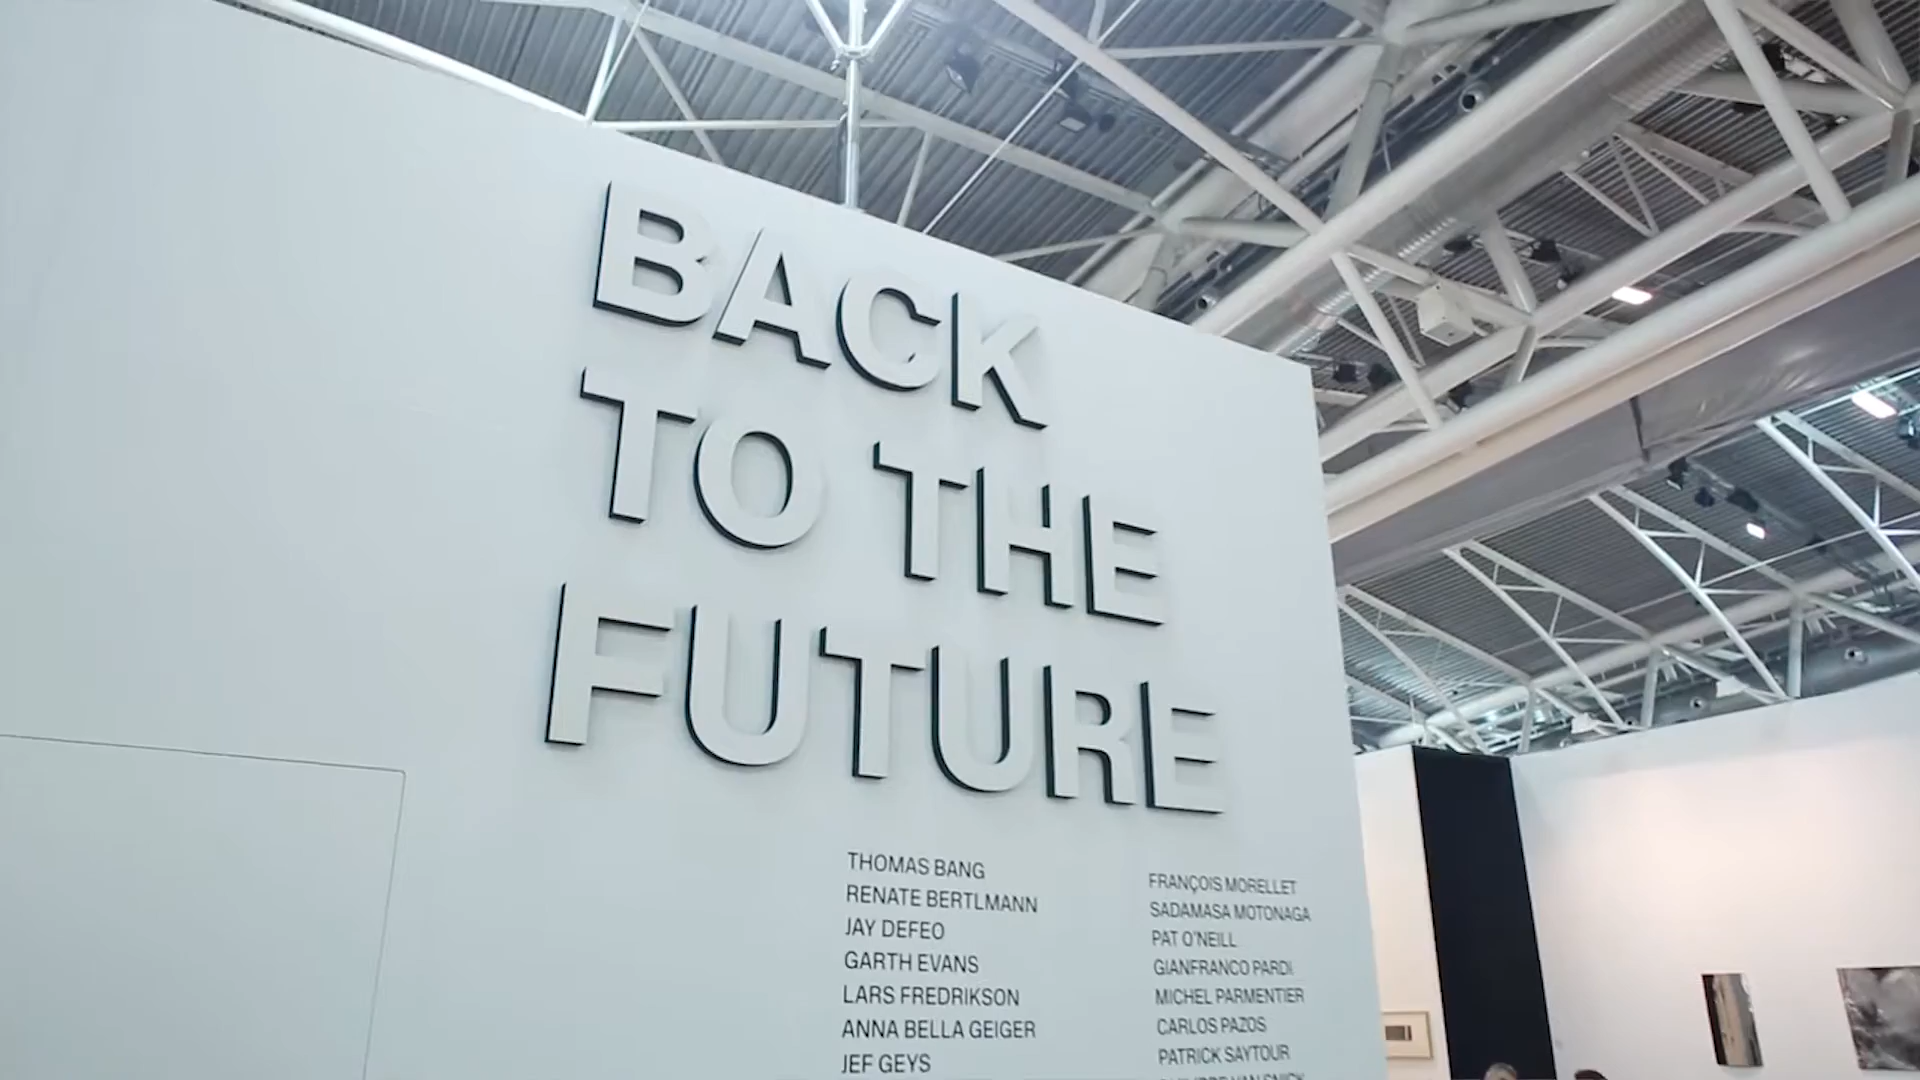 BACK
TO THE
FUTURE
THOMAS BANG
RENATE BERTLMANN
JAY DEFEO
GARTH EVANS
LARS FREDRIKSON
ANNA BELLA GEIGER
JEF GEYS
FRANÇOIS MORELLET
SADAMASA MOTONAGA
PAT O'NEILL
GIANFRANCO PARDI
MICHEL PARMENTIER
CARLOS PAZOS
PATRICK SAYTOUR